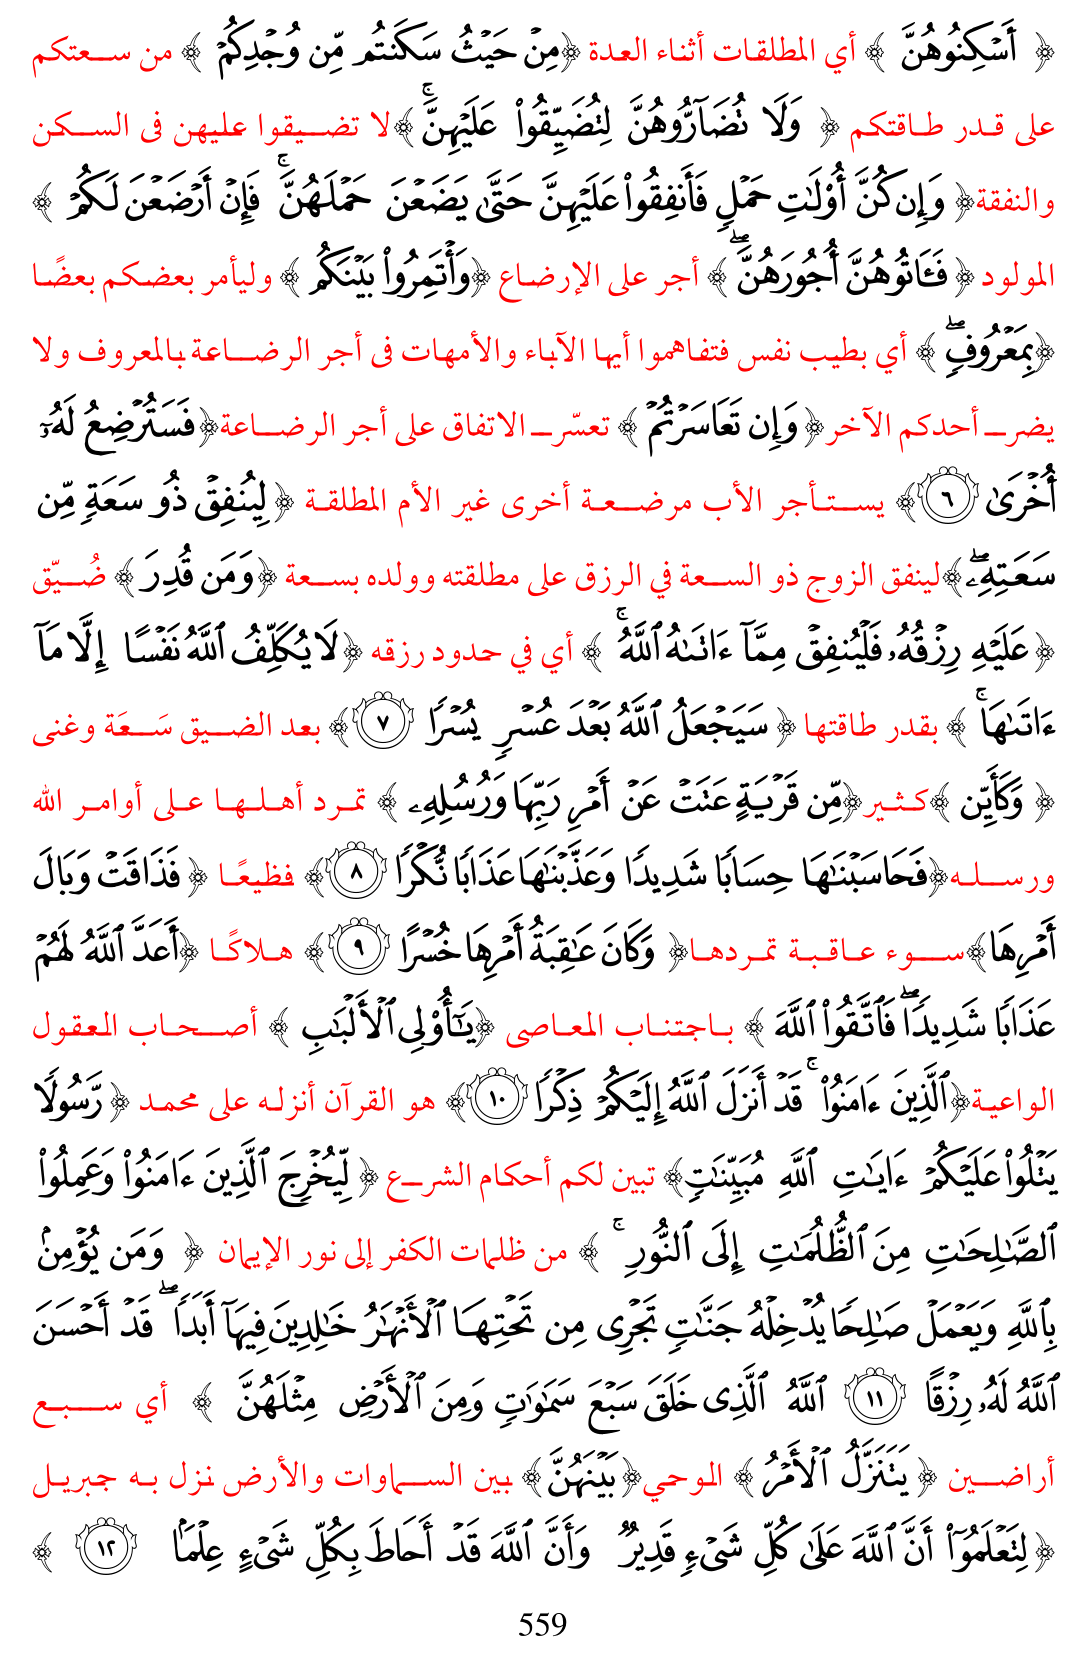 ﴿ أَسْكِنُوهُنَّ ﴾ أي المطلقات أثناء العدة ﴿مِنْ حَيْثُ سَكَنتُم مِّن وُجْدِكُمْ ﴾ من سعتكم
على قدر طاقتكم ﴿ وَلَا تُضَآرُّوهُنَّ لِتُضَيِّقُوا۟ عَلَيْهِنَّ ۚ﴾لا تضيقوا عليهن فى السكن
والنفقة﴿ وَإِن كُنَّ أُو۟لَـٰتِ حَمْلٍ فَأَنفِقُوا۟ عَلَيْهِنَّ حَتَّىٰ يَضَعْنَ حَمْلَهُنَّ ۚ فَإِنْ أَرْضَعْنَ لَكُمْ ﴾
المولود ﴿ فَـَٔاتُوهُنَّ أُجُورَهُنَّ ۖ ﴾ أجر على الإرضاع ﴿وَأْتَمِرُوا۟ بَيْنَكُم ﴾ وليأمر بعضكم بعضًا
﴿بِمَعْرُوفٍ ۖ ﴾ أي بطيب نفس فتفاهموا أيها الآباء والأمهات فى أجر الرضاعة بالمعروف ولا
يضر أحدكم الآخر﴿ وَإِن تَعَاسَرْتُمْ ﴾ تعسّر الاتفاق على أجر الرضاعة﴿فَسَتُرْضِعُ لَهُۥٓ
أُخْرَىٰ ٦﴾ يستأجر الأب مرضعة أخرى غير الأم المطلقة ﴿ لِيُنفِقْ ذُو سَعَةٍ مِّن
سَعَتِهِۦ ۖ﴾لينفق الزوج ذو السعة في الرزق على مطلقته وولده بسعة ﴿وَمَن قُدِرَ ﴾ ضُيّق
﴿ عَلَيْهِ رِزْقُهُۥ فَلْيُنفِقْ مِمَّآ ءَاتَىٰهُ ٱللَّهُ ۚ ﴾ أي في حدود رزقه ﴿لَا يُكَلِّفُ ٱللَّهُ نَفْسًا إِلَّا مَآ
ءَاتَىٰهَا ۚ ﴾ بقدر طاقتها ﴿ سَيَجْعَلُ ٱللَّهُ بَعْدَ عُسْرٍ يُسْرًا ٧﴾ بعد الضيق سَعَة وغنى
﴿ وَكَأَيِّن ﴾كثير﴿مِّن قَرْيَةٍ عَتَتْ عَنْ أَمْرِ رَبِّهَا وَرُسُلِهِۦ ﴾ تمرد أهلها على أوامر الله
ورسله﴿فَحَاسَبْنَـٰهَا حِسَابًا شَدِيدًا وَعَذَّبْنَـٰهَا عَذَابًا نُّكْرًا ٨﴾ فظيعًا ﴿ فَذَاقَتْ وَبَالَ
أَمْرِهَا﴾سوء عاقبة تمردها﴿ وَكَانَ عَـٰقِبَةُ أَمْرِهَا خُسْرًا ٩﴾ هلاكًا ﴿أَعَدَّ ٱللَّهُ لَهُمْ
عَذَابًا شَدِيدًا ۖ فَٱتَّقُوا۟ ٱللَّهَ ﴾ باجتناب المعاصى ﴿يَـٰٓأُو۟لِى ٱلْأَلْبَـٰبِ ﴾ أصحاب العقول
الواعية﴿ٱلَّذِينَ ءَامَنُوا۟ ۚ قَدْ أَنزَلَ ٱللَّهُ إِلَيْكُمْ ذِكْرًا ١٠﴾ هو القرآن أنزله على محمد ﴿ رَّسُولًا
يَتْلُوا۟ عَلَيْكُمْ ءَايَـٰتِ ٱللَّهِ مُبَيِّنَـٰتٍ﴾ تبين لكم أحكام الشرع ﴿ لِّيُخْرِجَ ٱلَّذِينَ ءَامَنُوا۟ وَعَمِلُوا۟
ٱلصَّـٰلِحَـٰتِ مِنَ ٱلظُّلُمَـٰتِ إِلَى ٱلنُّورِ ۚ ﴾ من ظلمات الكفر إلى نور الإيمان ﴿ وَمَن يُؤْمِنۢ
بِٱللَّهِ وَيَعْمَلْ صَـٰلِحًا يُدْخِلْهُ جَنَّـٰتٍ تَجْرِى مِن تَحْتِهَا ٱلْأَنْهَـٰرُ خَـٰلِدِينَ فِيهَآ أَبَدًا ۖ قَدْ أَحْسَنَ
ٱللَّهُ لَهُۥ رِزْقًا ١١ ٱللَّهُ ٱلَّذِى خَلَقَ سَبْعَ سَمَـٰوَٰتٍ وَمِنَ ٱلْأَرْضِ مِثْلَهُنَّ ﴾ أي سبع
أراضين ﴿ يَتَنَزَّلُ ٱلْأَمْرُ ﴾ الموحي﴿بَيْنَهُنَّ﴾ بين السماوات والأرض نزل به جبريل
﴿ لِتَعْلَمُوٓا۟ أَنَّ ٱللَّهَ عَلَىٰ كُلِّ شَىْءٍ قَدِيرٌ وَأَنَّ ٱللَّهَ قَدْ أَحَاطَ بِكُلِّ شَىْءٍ عِلْمًۢا ١٢ ﴾
559